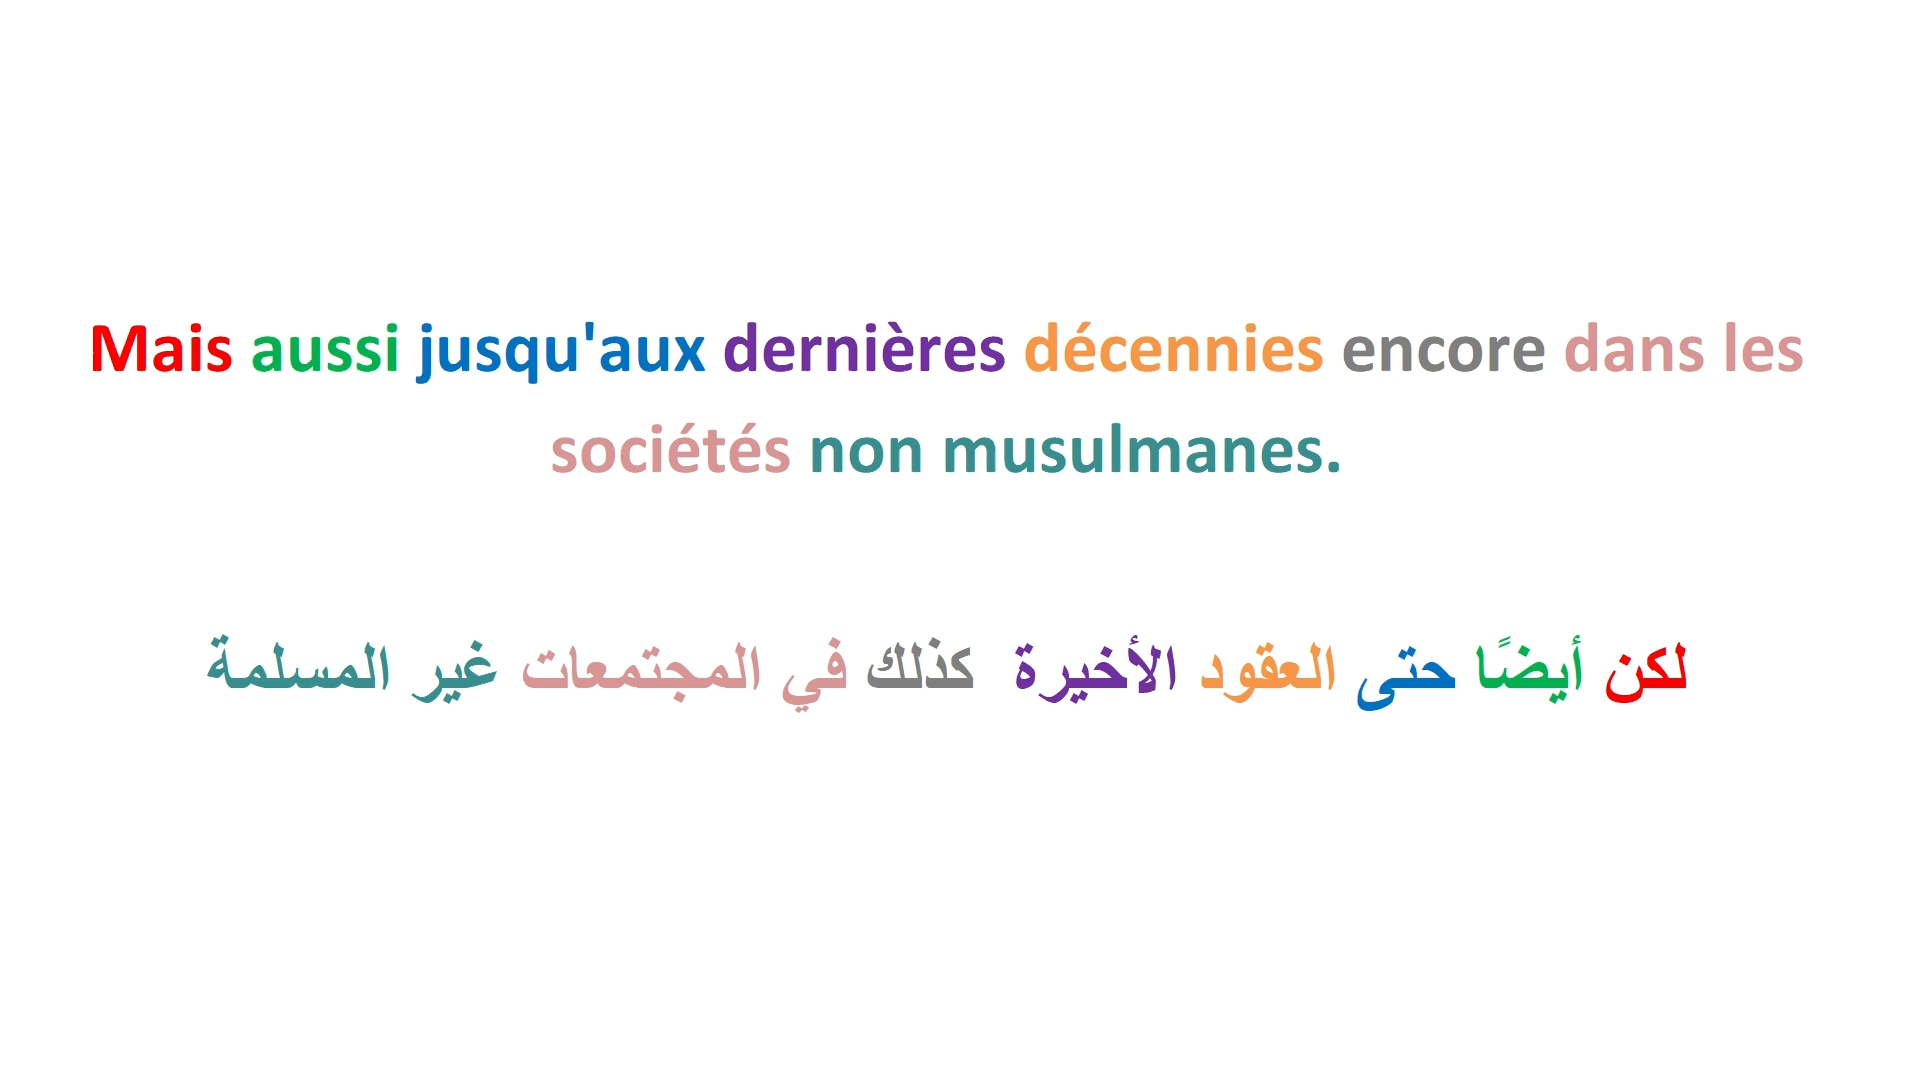 Mais aussi jusqu'aux dernières décennies encore dans les
sociétés non musulmanes.
لكن أيضًا حتى العقود الأخيرة كذلك في المجتمعات غير المسلمة